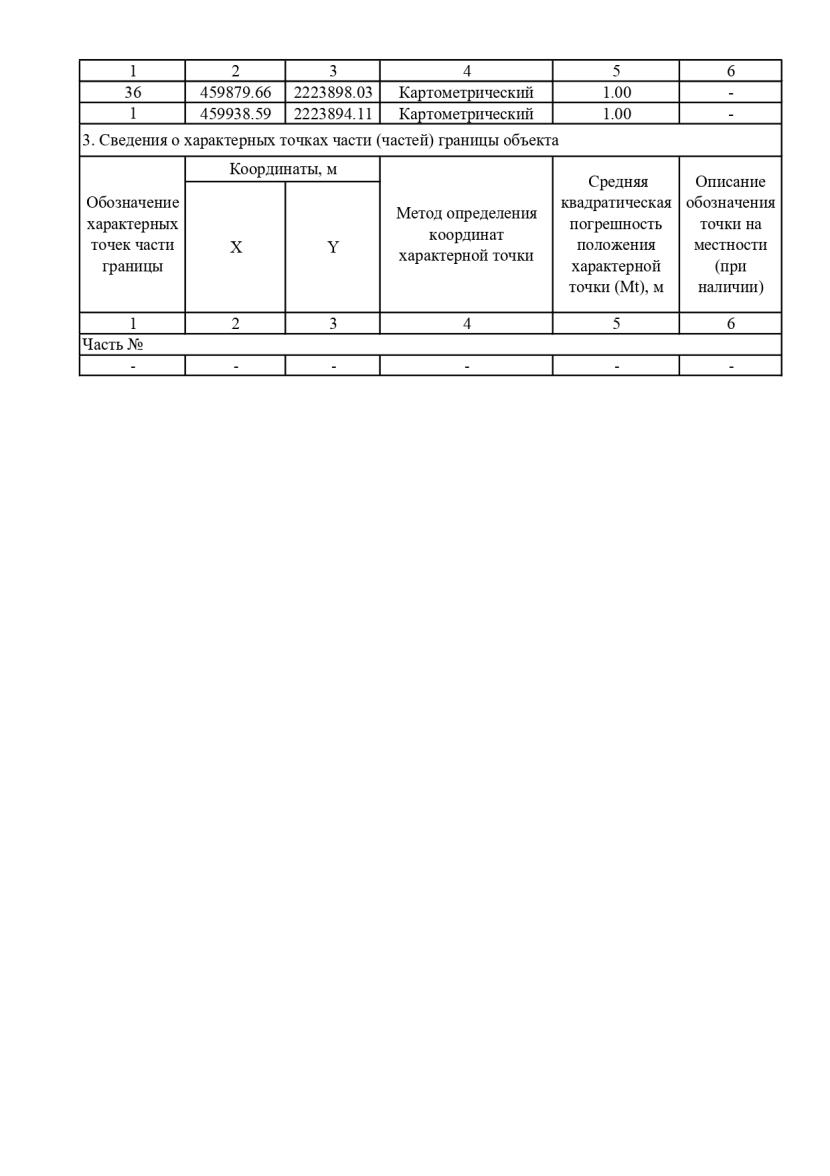 1 2 3 4 5 6
36 459879.66 2223898.03 Картометрический 1.00 -
1 459938.59 2223894.11 Картометрический 1.00 -
3. Сведения о характерных точках части (частей) границы объекта
Обозначение
характерных
точек части
границы
Координаты, м
X Y
Метод определения
координат
характерной точки
Средняя
квадратическая
погрешность
положения
характерной
точки (Mt), м
Описание
обозначения
точки на
местности
(при
наличии)
1 2 3 4 5 6
Часть №
- - - - - -